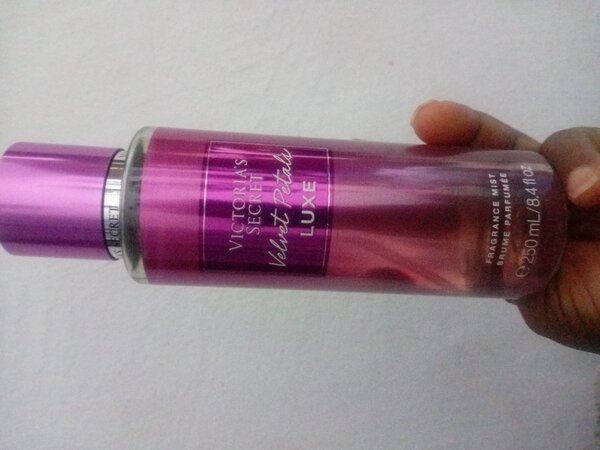 VICTORIA'S
SECRET
Velvet Petals
LUXE
FRAGRANCE MIST
BRUME PARFUMÉE
℮250 mL/8.4 fl oz